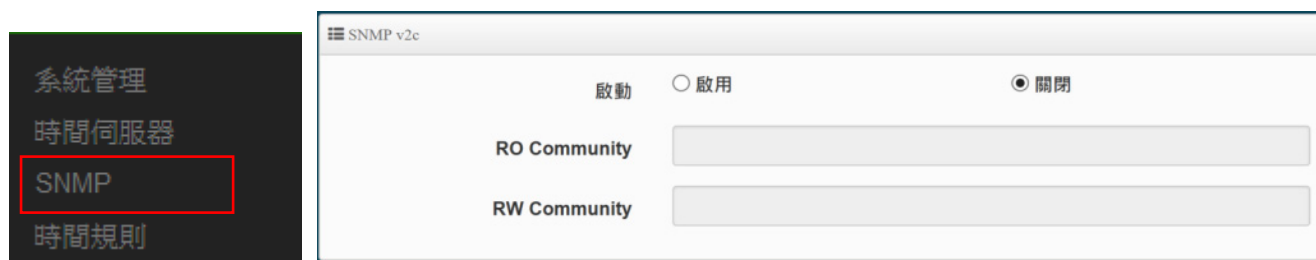 系統管理
時間伺服器
SNMP
時間規則
SNMP v2c
啟動 啟用 關閉
RO Community
RW Community